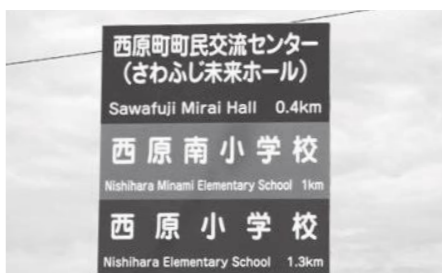 西原町町民交流センター
(さわふじ未来ホール)
Sawafuji Mirai Hall 0.4km
西原南小学校
Nishihara Minami Elementary School 1km
西原小学校
Nishihara Elementary School 1.3km